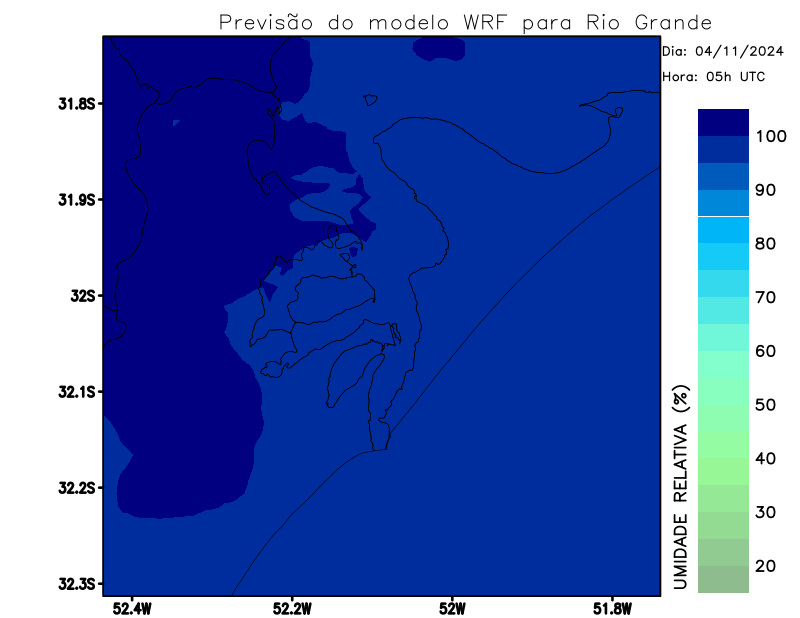 Previsão do modelo WRF para Rio Grande
Dia: 04/11/2024
Hora: 05h UTC
31.8S
31.9S
32S
32.1S
32.2S
32.3S
52.4W
52.2W
52W
51.8W
UMIDADE RELATIVA (%)
100
90
80
70
60
50
40
30
20